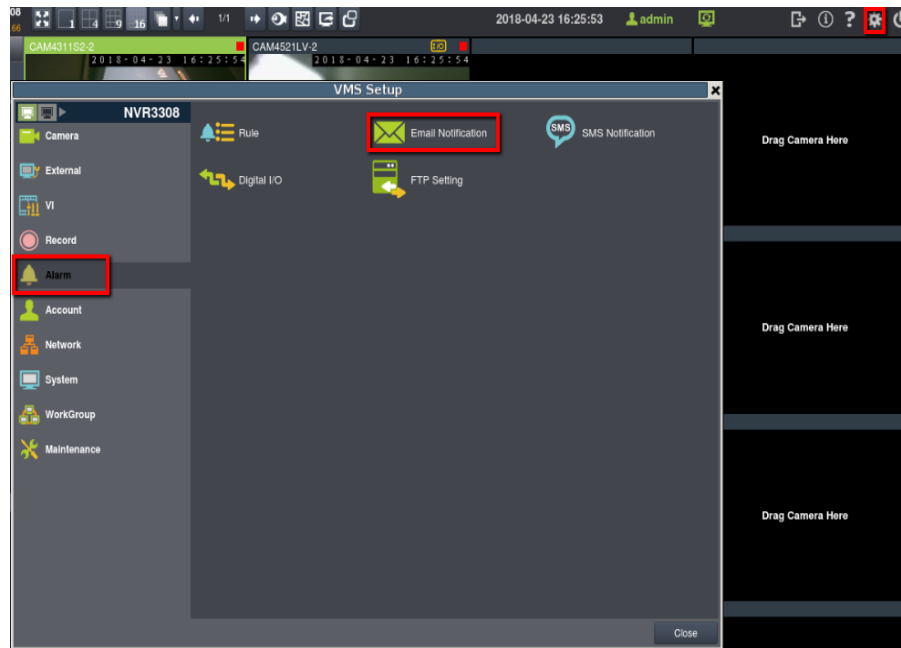 08
66
1
4
9
16
1/1
2018-04-23 16:25:53
admin
?
CAM4311S2-2
2018-04-23 16:25:54
CAM4521LV-2
I/O
2018-04-23 16:25:54
VMS Setup
NVR3308
Camera
External
VI
Record
Alarm
Account
Network
System
WorkGroup
Maintenance
Rule
Email Notification
SMS
SMS Notification
Digital I/O
FTP Setting
Close
Drag Camera Here
Drag Camera Here
Drag Camera Here